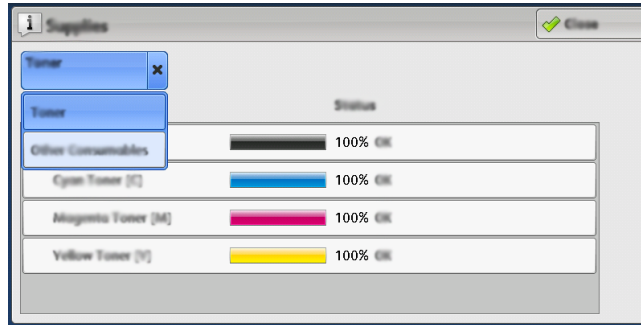 Supplies
Close
Toner
Status
Toner
100% OK
Other Consumables
Cyan Toner [C] 100% OK
Magenta Toner [M] 100% OK
Yellow Toner [Y] 100% OK